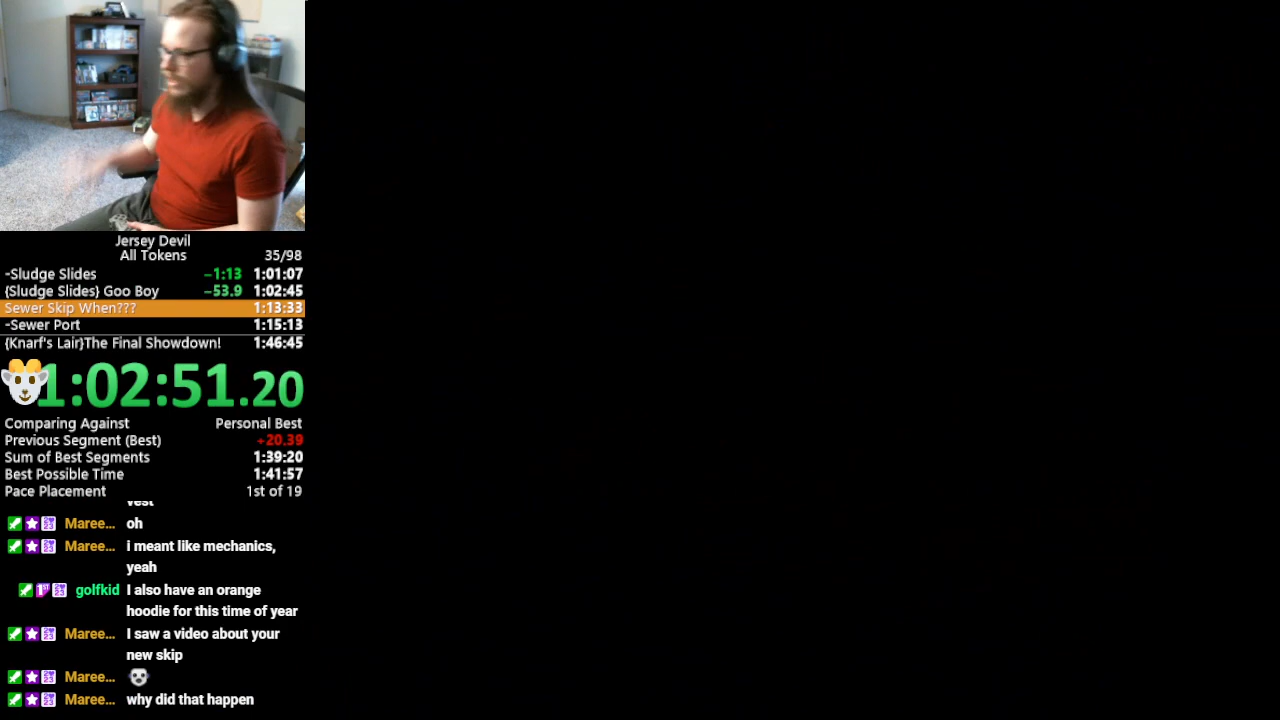 Jersey Devil
All Tokens 35/98
-Sludge Slides −1:13 1:01:07
{Sludge Slides} Goo Boy −53.9 1:02:45
Sewer Skip When??? 1:13:33
-Sewer Port 1:15:13
{Knarf's Lair}The Final Showdown! 1:46:45
1:02:51.20
Comparing Against Personal Best
Previous Segment (Best) +20.39
Sum of Best Segments 1:39:20
Best Possible Time 1:41:57
Pace Placement 1st of 19
vest
Maree... oh
Maree... i meant like mechanics,
yeah
golfkid I also have an orange
hoodie for this time of year
Maree... I saw a video about your
new skip
Maree...
Maree... why did that happen